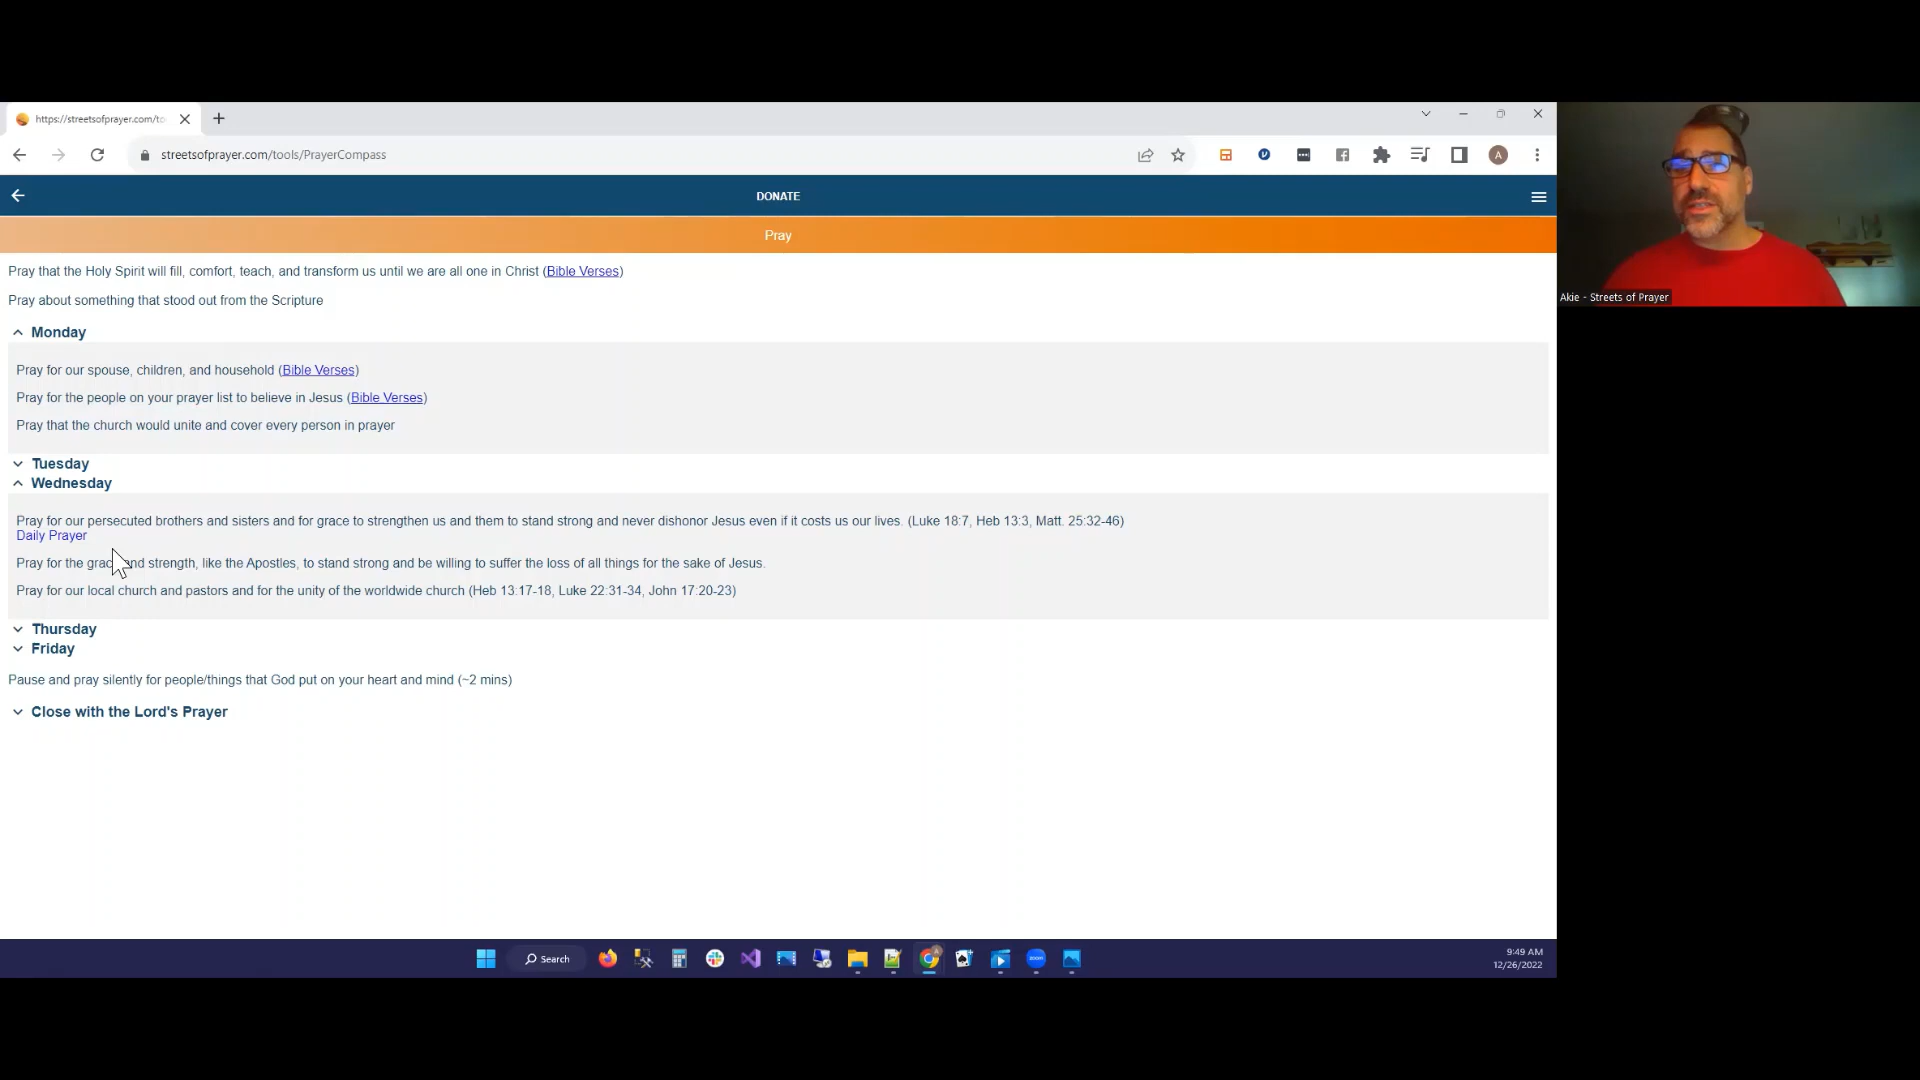 https://streetsofprayer.com/to
streetsofprayer.com/tools/PrayerCompass
A
DONATE
Pray
Pray that the Holy Spirit will fill, comfort, teach, and transform us until we are all one in Christ (Bible Verses)
Pray about something that stood out from the Scripture
Monday
Pray for our spouse, children, and household (Bible Verses)
Pray for the people on your prayer list to believe in Jesus (Bible Verses)
Pray that the church would unite and cover every person in prayer
Tuesday
Wednesday
Pray for our persecuted brothers and sisters and for grace to strengthen us and them to stand strong and never dishonor Jesus even if it costs us our lives. (Luke 18:7, Heb 13:3, Matt. 25:32-46)
Daily Prayer
Pray for the grac and strength, like the Apostles, to stand strong and be willing to suffer the loss of all things for the sake of Jesus.
Pray for our local church and pastors and for the unity of the worldwide church (Heb 13:17-18, Luke 22:31-34, John 17:20-23)
Thursday
Friday
Pause and pray silently for people/things that God put on your heart and mind (~2 mins)
Close with the Lord's Prayer
Akie - Streets of Prayer
Search
zoom
9:49 AM
12/26/2022